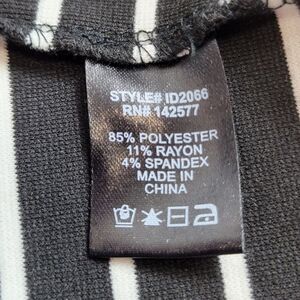 STYLE# ID2066
RN# 142577
85% POLYESTER
11% RAYON
4% SPANDEX
MADE IN
CHINA